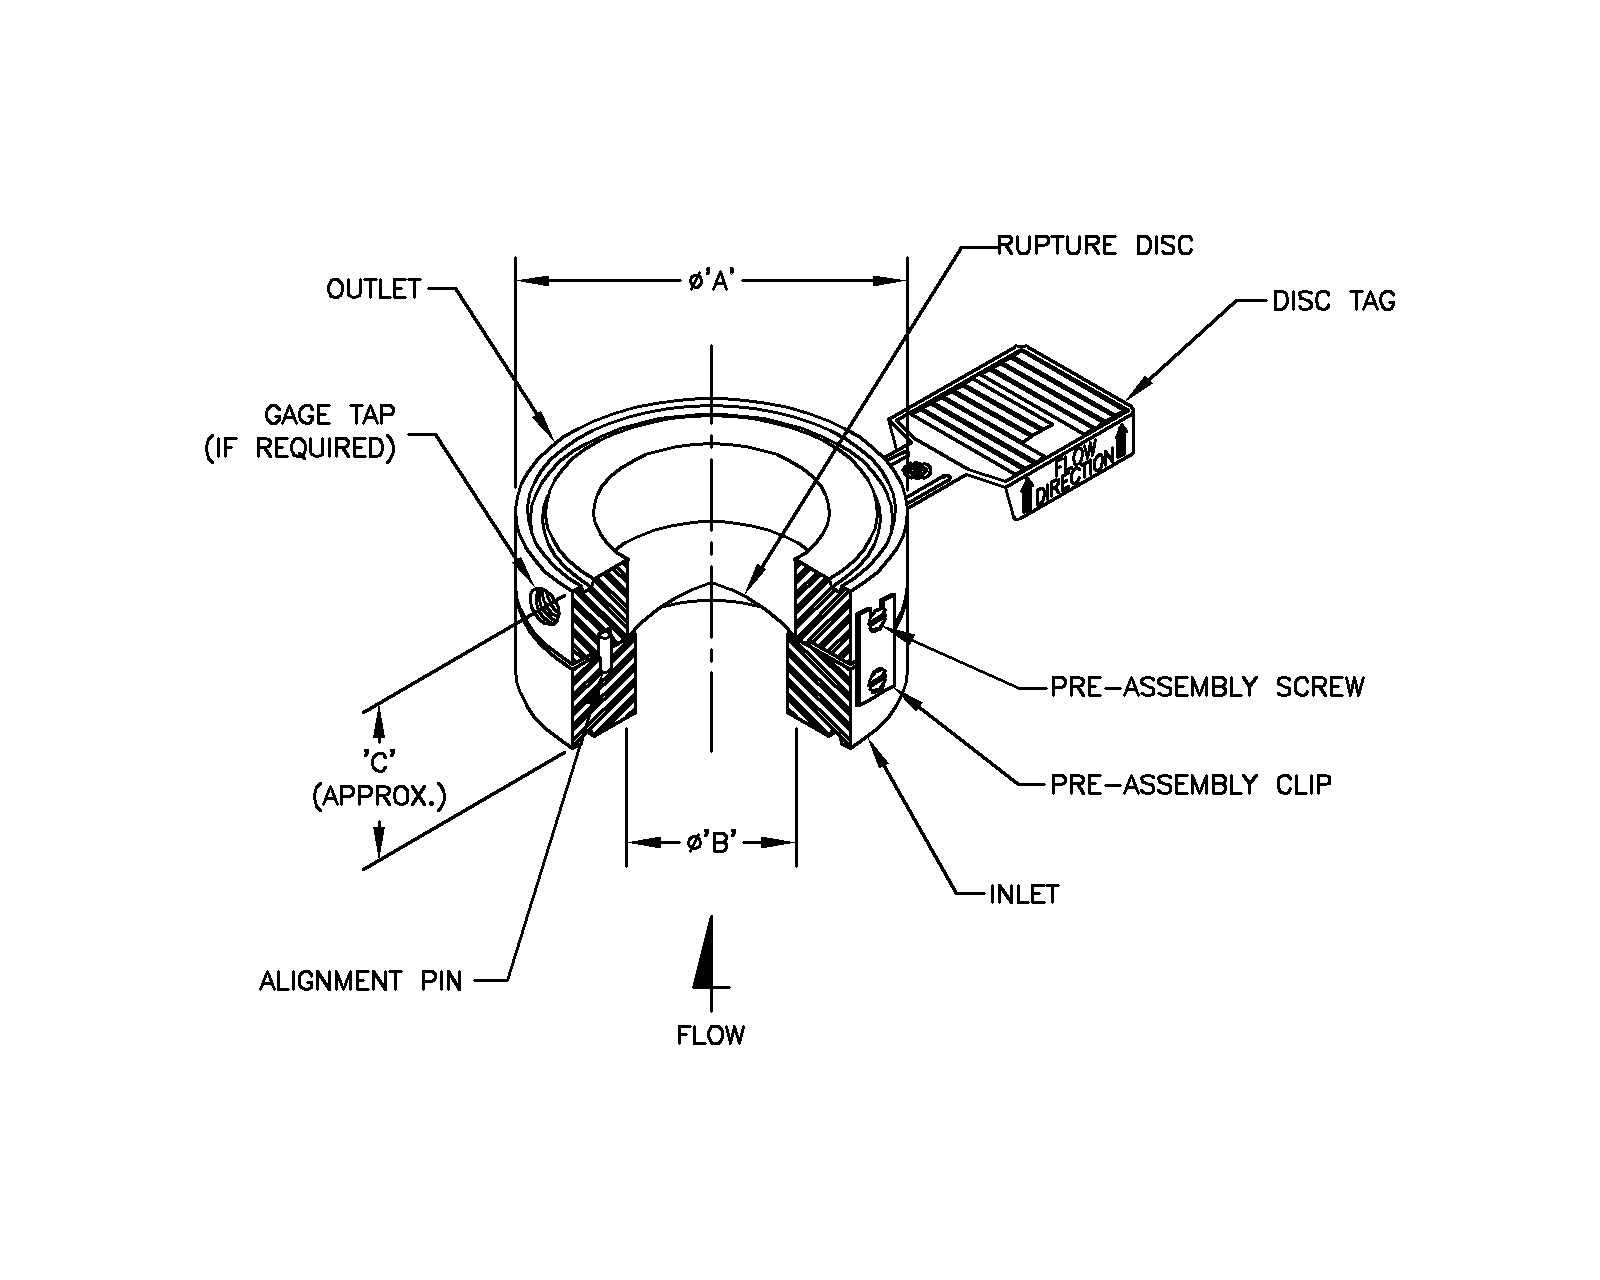 RUPTURE DISC
Ø'A'
OUTLET
DISC TAG
GAGE TAP
(IF REQUIRED)
FLOW
DIRECTION
PRE-ASSEMBLY SCREW
'C'
(APPROX.)
PRE-ASSEMBLY CLIP
Ø'B'
INLET
ALIGNMENT PIN
FLOW